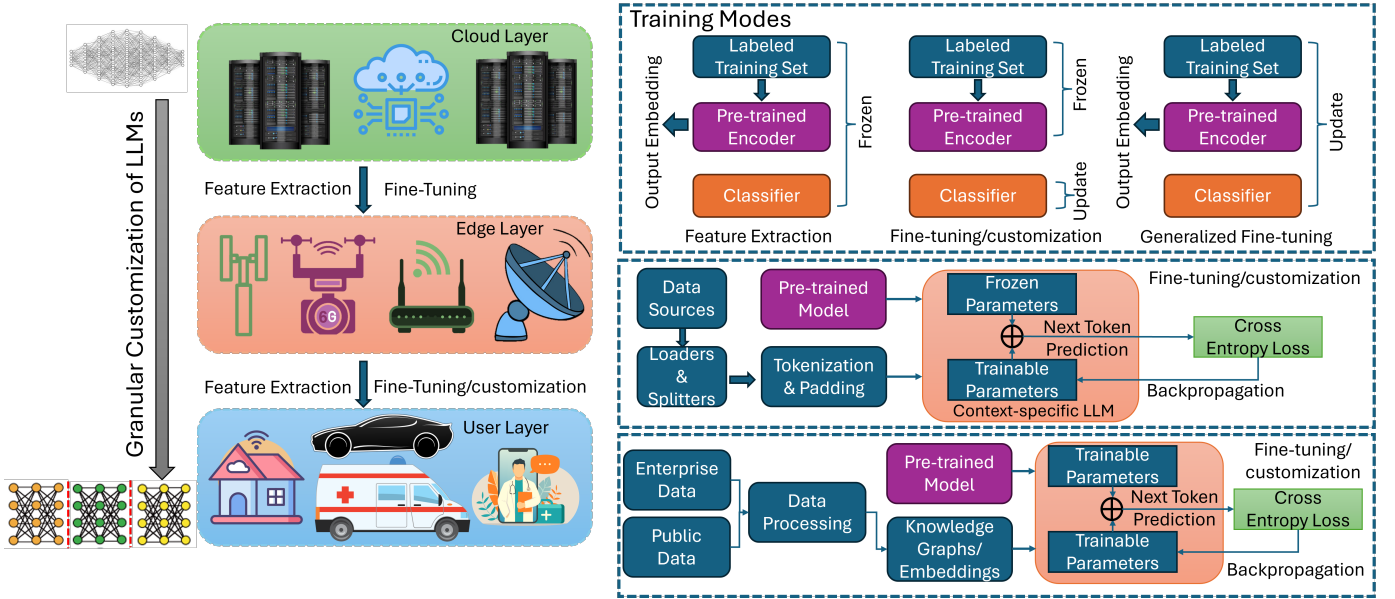 Granular Customization of LLMs
Cloud Layer
Feature Extraction
Fine-Tuning
Edge Layer
6G
Feature Extraction
Fine-Tuning/customization
User Layer
Training Modes
Output Embedding
Labeled
Training Set
Pre-trained
Encoder
Classifier
Frozen
Feature Extraction
Labeled
Training Set
Pre-trained
Encoder
Classifier
Frozen
Update
Fine-tuning/customization
Output Embedding
Labeled
Training Set
Pre-trained
Encoder
Classifier
Update
Generalized Fine-tuning
Data
Sources
Loaders
&
Splitters
Pre-trained
Model
Tokenization
& Padding
Frozen
Parameters
Trainable
Parameters
Context-specific LLM
Next Token
Prediction
Fine-tuning/customization
Cross
Entropy Loss
Backpropagation
Enterprise
Data
Public
Data
Data
Processing
Pre-trained
Model
Knowledge
Graphs/
Embeddings
Trainable
Parameters
Trainable
Parameters
Next Token
Prediction
Fine-tuning/
customization
Cross
Entropy Loss
Backpropagation